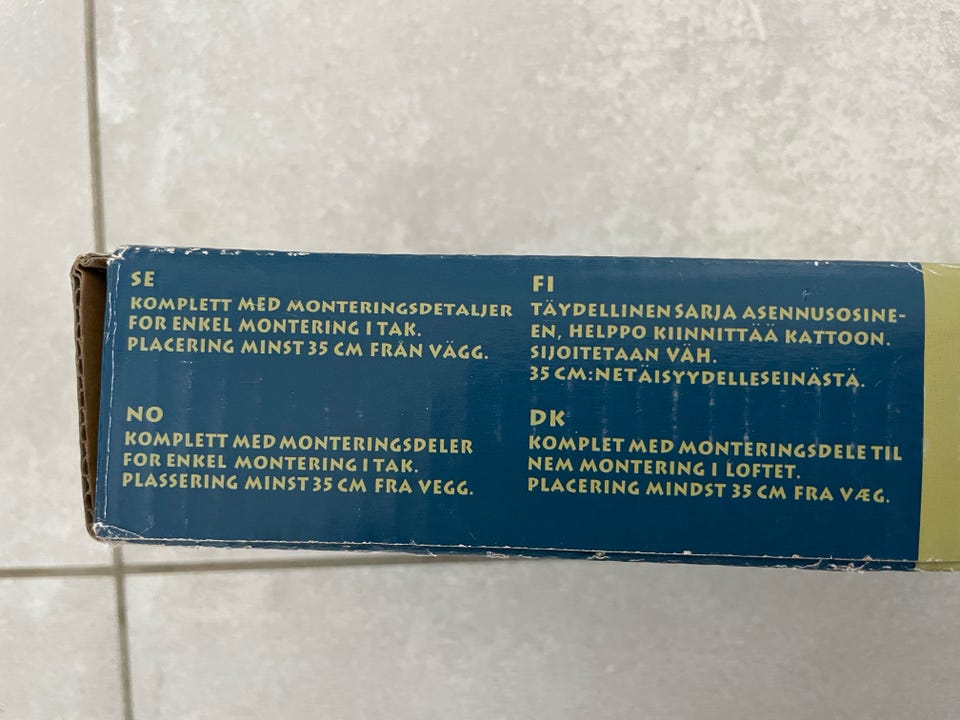 SE
KOMPLETT MED MONTERINGSDETALJER
FOR ENKEL MONTERING I TAK.
PLACERING MINST 35 CM FRÅN VÄGG.
FI
TÄYDELLINEN SARJA ASENNUSOSINE-
EN, HELPPO KIINNITTÄÄ KATTOON.
SIJOITETAAN VÄH.
35 CM:NETÄISYYDELLESEINÄSTÄ.
NO
KOMPLETT MED MONTERINGSDELER
FOR ENKEL MONTERING I TAK.
PLASSERING MINST 35 CM FRA VEGG.
DK
KOMPLET MED MONTERINGSDELE TIL
NEM MONTERING I LOFTET.
PLACERING MINDST 35 CM FRA VÆG.